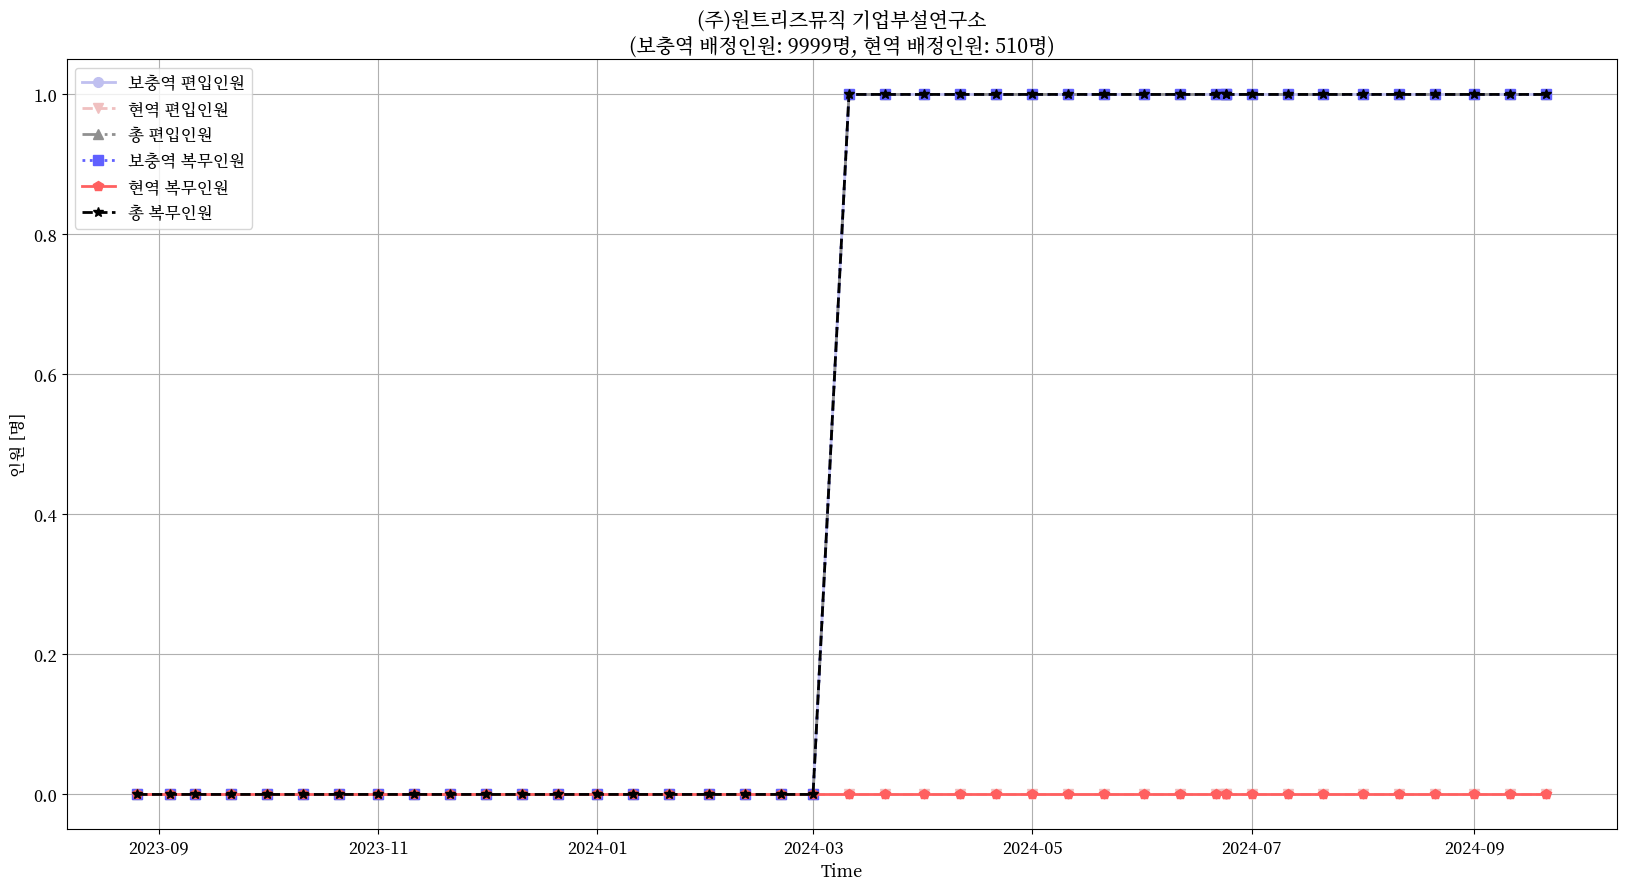 (주)원트리즈뮤직 기업부설연구소
(보충역 배정인원: 9999명, 현역 배정인원: 510명)
보충역 편입인원
현역 편입인원
총 편입인원
보충역 복무인원
현역 복무인원
총 복무인원
인원 [명]
1.0
0.8
0.6
0.4
0.2
0.0
2023-09
2023-11
2024-01
2024-03
2024-05
2024-07
2024-09
Time